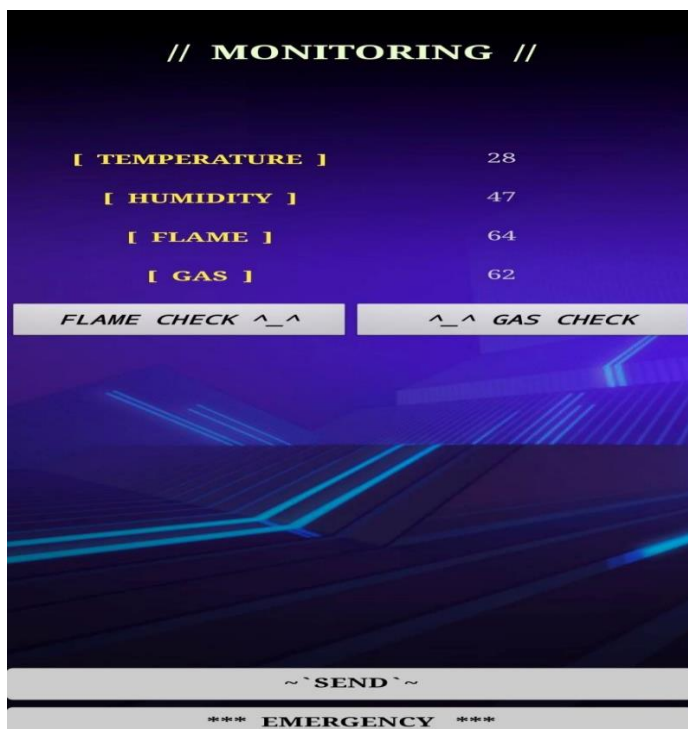 // MONITORING //
[ TEMPERATURE ] 28
[ HUMIDITY ] 47
[ FLAME ] 64
[ GAS ] 62
FLAME CHECK ^_^ ^_^ GAS CHECK
~`SEND`~
*** EMERGENCY ***